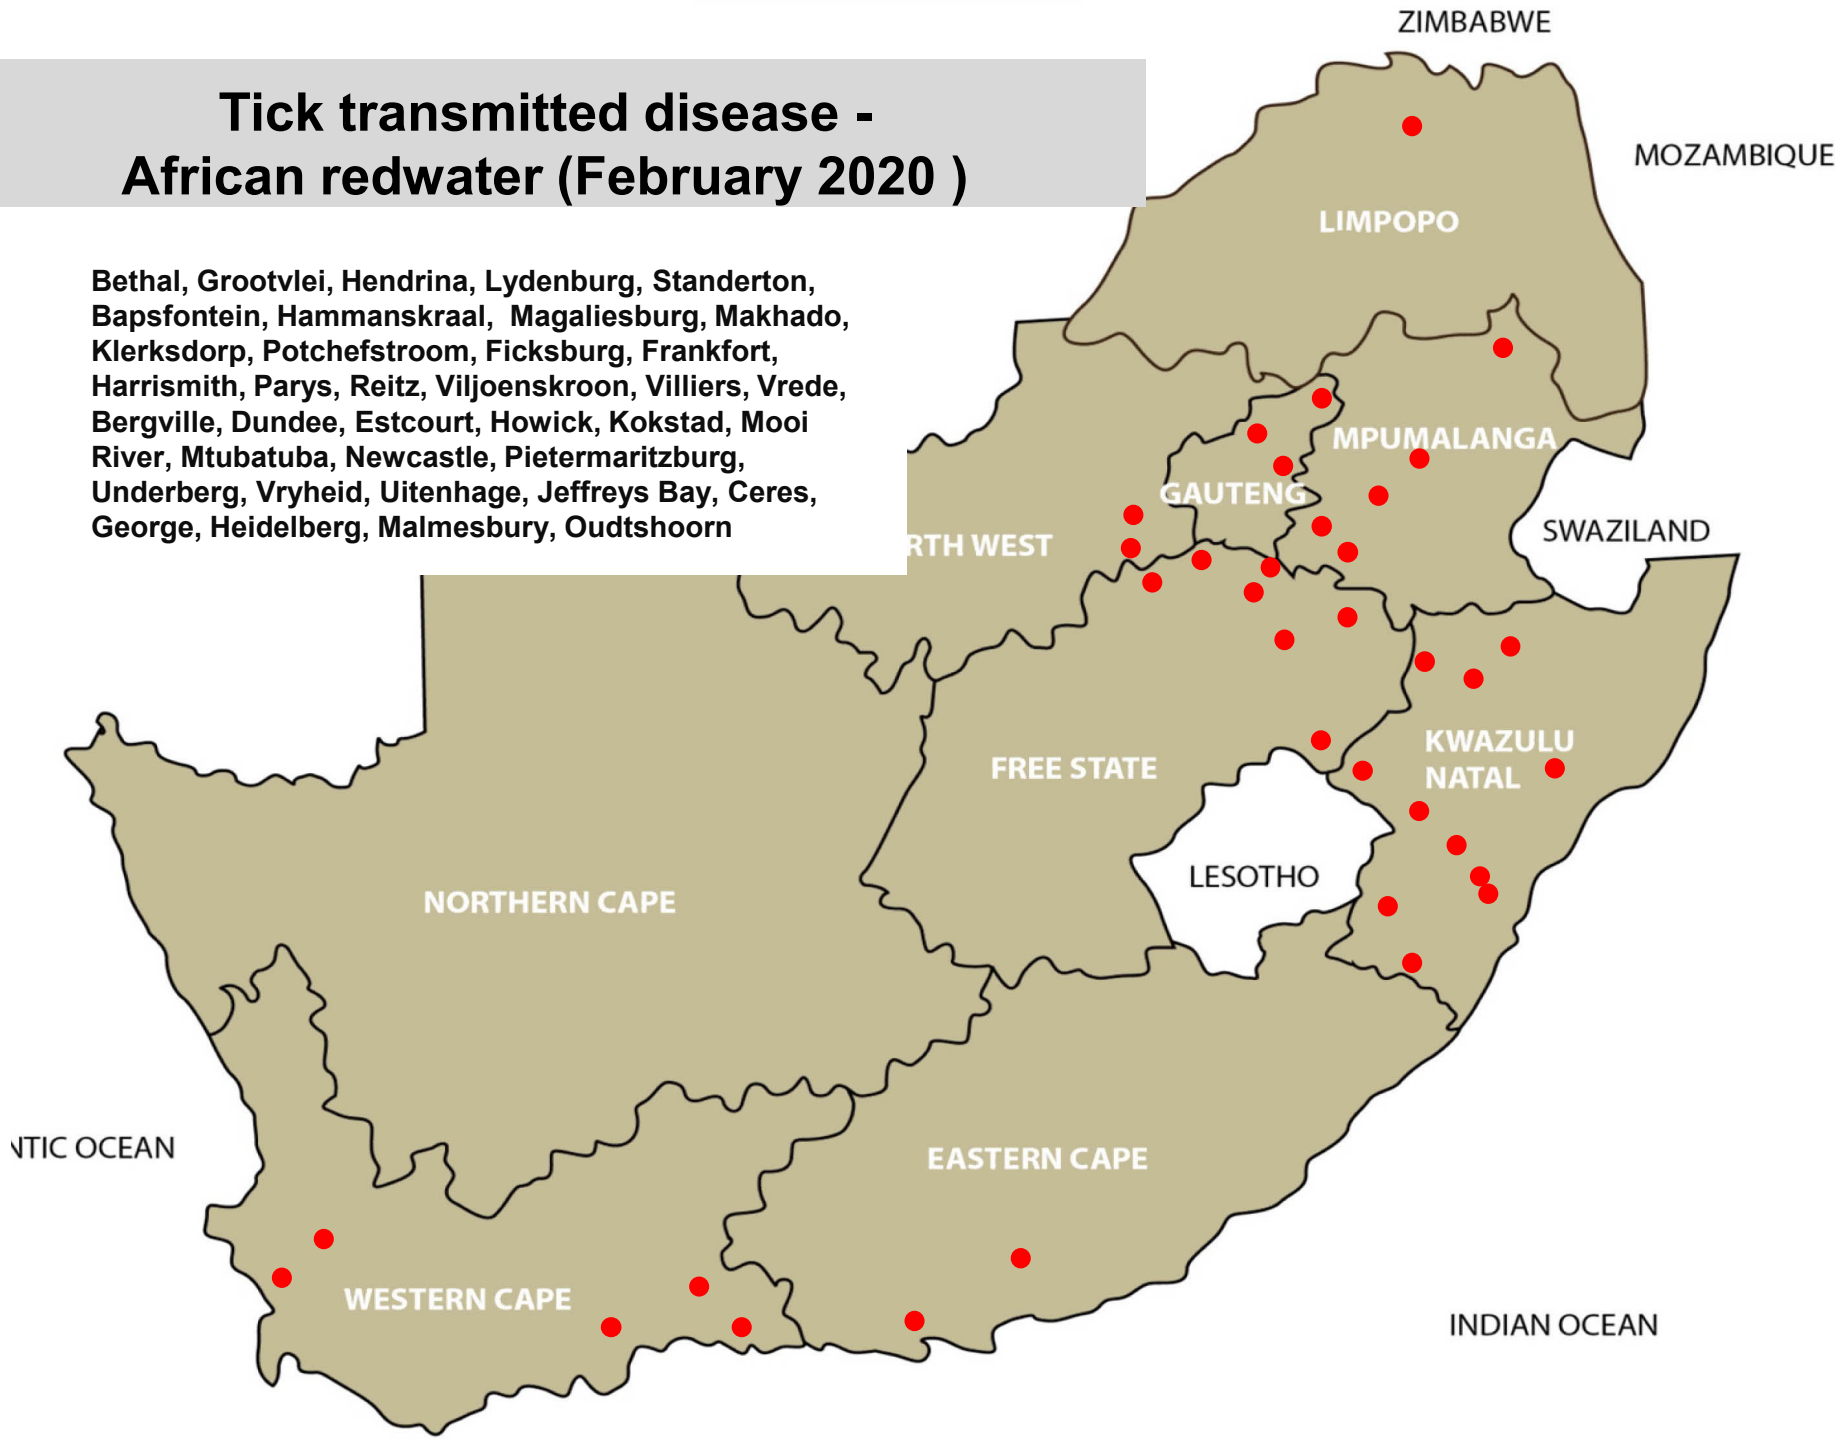 ZIMBABWE
Tick transmitted disease -
African redwater (February 2020 )
MOZAMBIQUE
LIMPOPO
Bethal, Grootvlei, Hendrina, Lydenburg, Standerton,
Bapsfontein, Hammanskraal,  Magaliesburg, Makhado,
Klerksdorp, Potchefstroom, Ficksburg, Frankfort,
Harrismith, Parys, Reitz, Viljoenskroon, Villiers, Vrede,
Bergville, Dundee, Estcourt, Howick, Kokstad, Mooi
River, Mtubatuba, Newcastle, Pietermaritzburg,
Underberg, Vryheid, Uitenhage, Jeffreys Bay, Ceres,
George, Heidelberg, Malmesbury, Oudtshoorn
MPUMALANGA
GAUTENG
SWAZILAND
RTH WEST
KWAZULU
NATAL
FREE STATE
LESOTHO
NORTHERN CAPE
NTIC OCEAN
EASTERN CAPE
WESTERN CAPE
INDIAN OCEAN